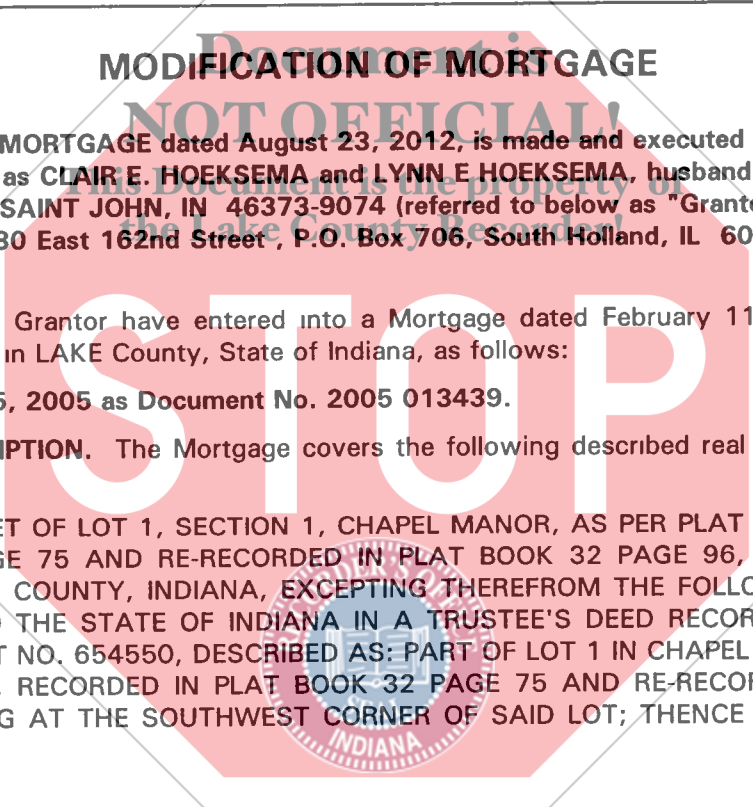 Document is
MODIFICATION OF MORTGAGE
NOT OFFICIAL!
MORTGAGE dated August 23, 2012, is made and executed
as CLAIR E. HOEKSEMA and LYNN E HOEKSEMA, husband
This Document is the property of
SAINT JOHN, IN 46373-9074 (referred to below as "Grant
the Lake County Recorder!
30 East 162nd Street , P.O. Box 706, South Holland, IL 60
Grantor have entered into a Mortgage dated February 11
in LAKE County, State of Indiana, as follows:
5, 2005 as Document No. 2005 013439.
IPTION. The Mortgage covers the following described real
STOP
ET OF LOT 1, SECTION 1, CHAPEL MANOR, AS PER PLAT
GE 75 AND RE-RECORDED IN PLAT BOOK 32 PAGE 96,
COUNTY, INDIANA, EXCEPTING THEREFROM THE FOLLO
THE STATE OF INDIANA IN A TRUSTEE'S DEED RECOR
T NO. 654550, DESCRIBED AS: PART OF LOT 1 IN CHAPEL
RECORDED IN PLAT BOOK 32 PAGE 75 AND RE-RECOR
G AT THE SOUTHWEST CORNER OF SAID LOT; THENCE
RECORDER'S OFFICE
SEAL
INDIANA